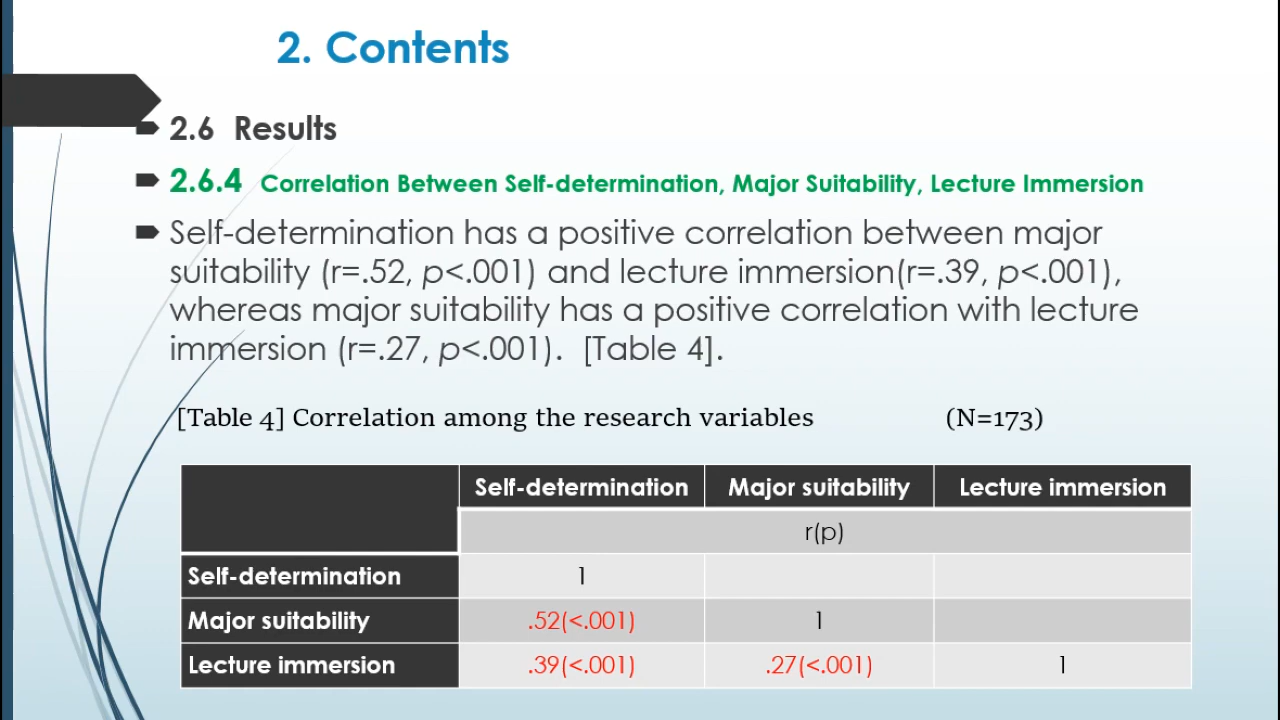 2. Contents
2.6 Results
2.6.4 Correlation Between Self-determination, Major Suitability, Lecture Immersion
Self-determination has a positive correlation between major
suitability (r=.52, p<.001) and lecture immersion(r=.39, p<.001),
whereas major suitability has a positive correlation with lecture
immersion (r=.27, p<.001). [Table 4].
[Table 4] Correlation among the research variables (N=173)
Self-determination Major suitability Lecture immersion
r(p)
Self-determination 1
Major suitability .52(<.001) 1
Lecture immersion .39(<.001) .27(<.001) 1